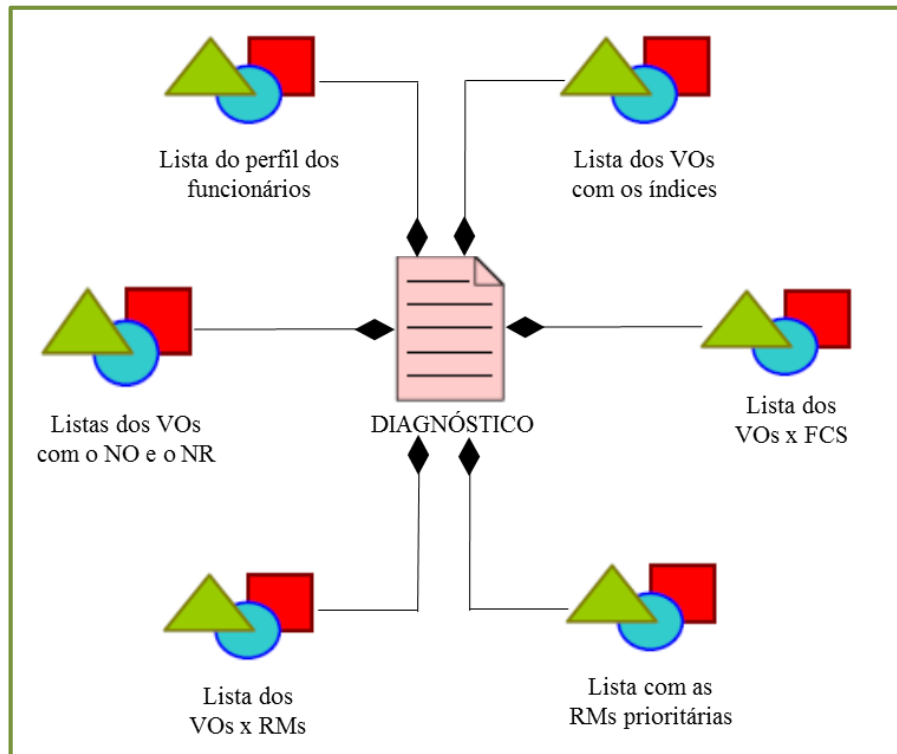 Lista do perfil dos
funcionários
Lista dos VOs
com os índices
Listas dos VOs
com o NO e o NR
DIAGNÓSTICO
Lista dos
VOs x FCS
Lista dos
VOs x RMs
Lista com as
RMs prioritárias